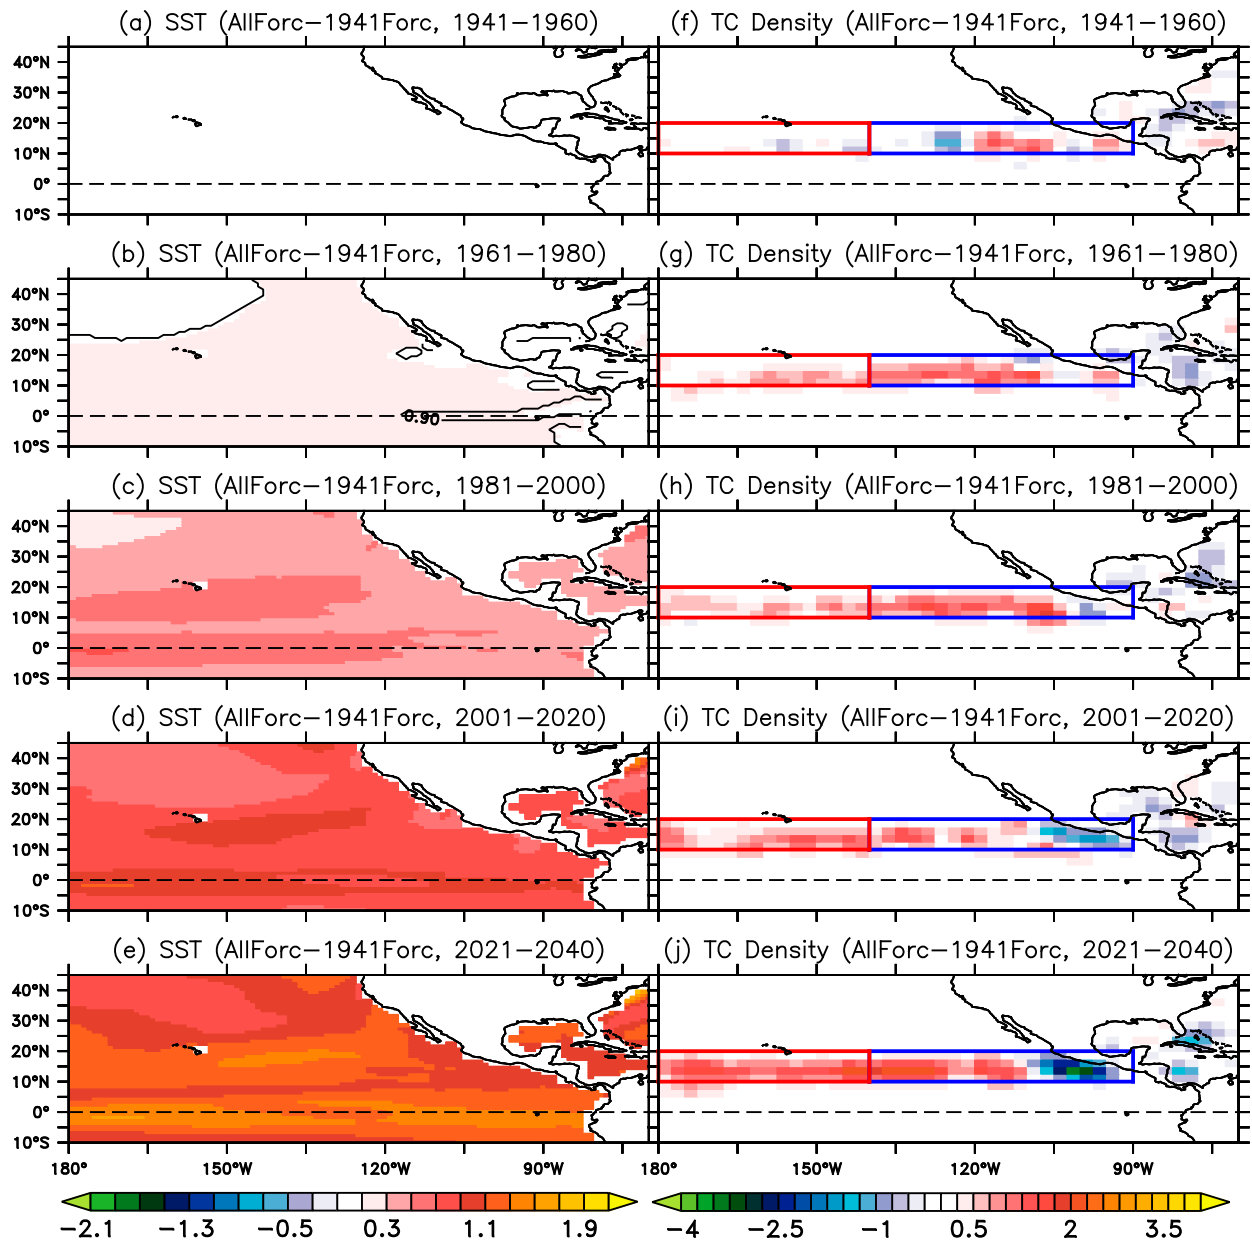 (a) SST (AllForc−1941Forc, 1941−1960)
(f) TC Density (AllForc−1941Forc, 1941−1960)
40°N
30°N
20°N
10°N
0°
10°S
(b) SST (AllForc−1941Forc, 1961−1980)
(g) TC Density (AllForc−1941Forc, 1961−1980)
40°N
30°N
20°N
10°N
0°
10°S
0.90
(c) SST (AllForc−1941Forc, 1981−2000)
(h) TC Density (AllForc−1941Forc, 1981−2000)
40°N
30°N
20°N
10°N
0°
10°S
(d) SST (AllForc−1941Forc, 2001−2020)
(i) TC Density (AllForc−1941Forc, 2001−2020)
40°N
30°N
20°N
10°N
0°
10°S
(e) SST (AllForc−1941Forc, 2021−2040)
(j) TC Density (AllForc−1941Forc, 2021−2040)
40°N
30°N
20°N
10°N
0°
10°S
180° 150°W 120°W 90°W 180° 150°W 120°W 90°W
−2.1 −1.3 −0.5 0.3 1.1 1.9 −4 −2.5 −1 0.5 2 3.5